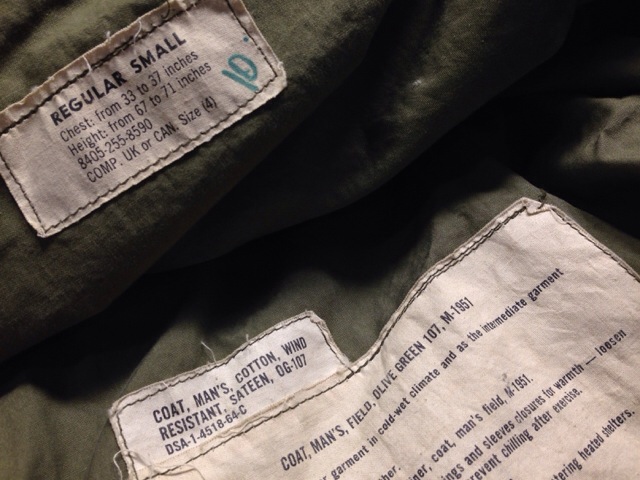 REGULAR SMALL
Chest: from 33 to 37 inches
Height: from 67 to 71 inches
8405-255-8590
COMP. UK or CAN. Size (4)
10
COAT, MAN'S, COTTON, WIND
RESISTANT, SATEEN, OG-107
DSA-1-4518-64-C
COAT, MAN'S, FIELD, OLIVE GREEN 107, M-1951
garment in cold-wet climate and as the intermediate garment
coat, man's field, M-1951.
and sleeves closures for warmth — loosen
prevent chilling after exercise.
heated shelters.